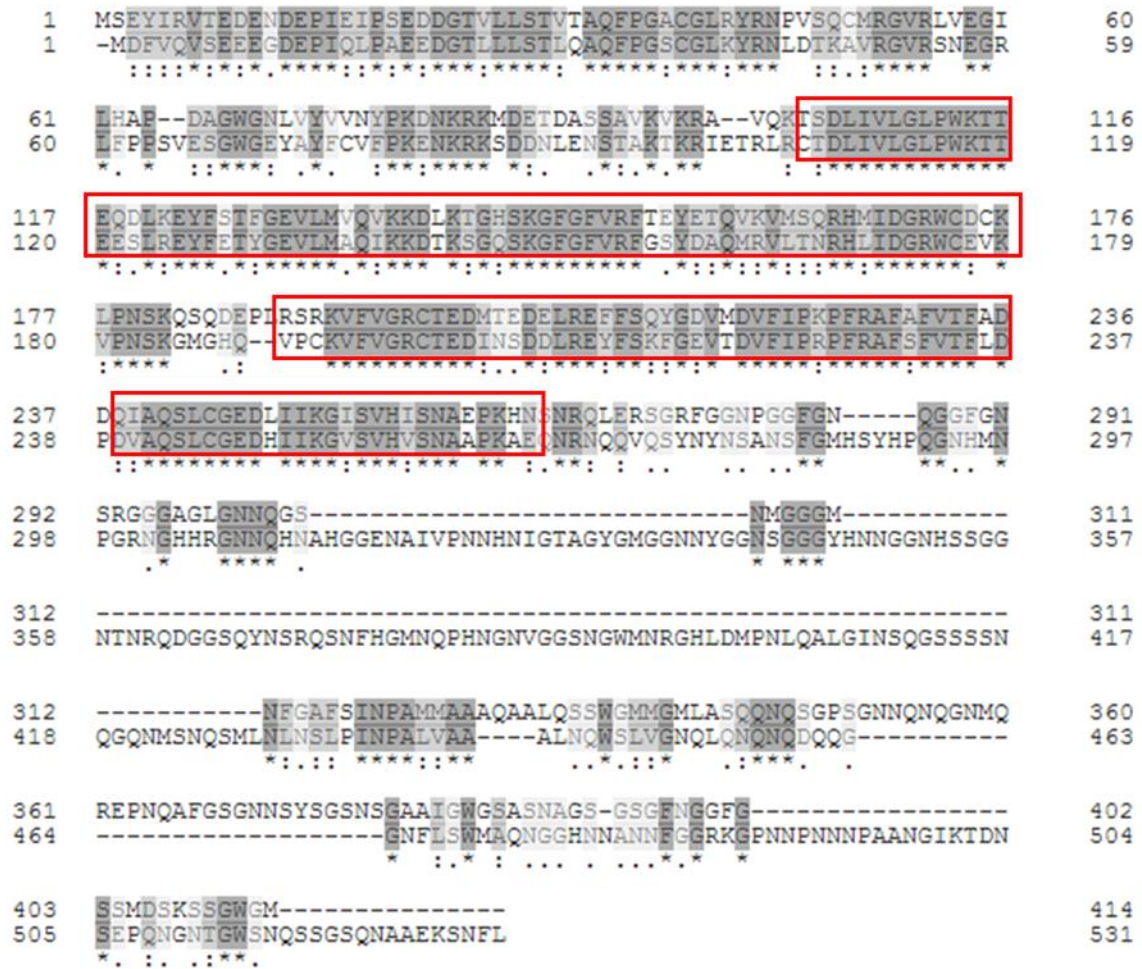 1 MSEYIRVTEDENDEPIEIPSEDDGTVLLSTVTAQFPGACGLRYRNPVSQCMRGVRLVEGI 60
1 -MDFVQVSEEEGDEPIQLPAEEDGTLLLSTLQAQFPGSCGLKYRNLDTKAVRGVRSNEGR 59
::::*:*:*.****::*:*:***:****: *****:***:*** ::.:**** **
61 LHAP--DAGWGNLVYVVNYPKDNKRKMDETDASSAVKVKRA--VQKTSDLIVLGLPWKTT 116
60 LFPPSVESGWGEYAYFCVFPKENKRKSDDNLENSTAKTKRIETRLRCTDLIVLGLPWKTT 119
*. * ::***: .*. :**:**** *:. .*:.*.** : :************
117 EQDLKEYFSTFGEVLMVQVKKDLKTGHSKGFGFVRFTEYETQVKVMSQRHMIDGRWCDCK 176
120 EESLREYFETYGEVLMAQIKKDTKSGQSKGFGFVRFGSYDAQMRVLTNRHLIDGRWCEVK 179
*:.*:***.*:*****.*:*** *:*:********* .*::*::*:::**:******: *
177 LPNSKQSQDEPLRSRKVFVGRCTEDMTEDELREFFSQYGDVMDVFIPKPFRAFAFVTFAD 236
180 VPNSKGMGHQ--VPCKVFVGRCTEDINSDDLREYFSKFGEVTDVFIPRPFRAFSFVTFLD 237
:**** .: **********:..*:***:**::*:* *****:*****:**** *
237 DQIAQSLCGEDLIIKGISVHISNAEPKHNSNRQLERSGRFGGNPGGFGN-----QGGFGN 291
238 PDVAQSLCGEDHIIKGVSVHVSNAAPKAEQNRNQQVQSYNYNSANSFGMHSYHPQGNHMN 297
::******** ****:***:*** ** : **: : .. .. .** **.. *
292 SRGGGAGLGNNQGS-----------------------------NMGGGM----------- 311
298 PGRNGHHRGNNQHNAHGGENAIVPNNHNIGTAGYGMGGNNYGGNSGGGYHNNGGNHSSGG 357
.* **** . * ***
312 ------------------------------------------------------------ 311
358 NTNRQDGGSQYNSRQSNFHGMNQPHNGNVGGSNGWMNRGHLDMPNLQALGINSQGSSSSN 417
312 -----------NFGAFSINPAMMAAAQAALQSSWGMMGMLASQQNQSGPSGNNQNQGNMQ 360
418 QGQNMSNQSMLNLNSLPINPALVAA----ALNQWSLVGNQLQNQNQDQQG---------- 463
*:.:: ****::** ..*.::* .:***. .
361 REPNQAFGSGNNSYSGSNSGAAIGWGSASNAGS-GSGFNGGFG----------------- 402
464 -------------------GNFLSWMAQNGGHNNANNFGGRKGPNNPNNNPAANGIKTDN 504
* :.* : ... . ...*.* *
403 SSMDSKSSGWGM--------------- 414
505 SEPQNGNTGWSNQSSGSQNAAEKSNFL 531
*. :. .:**.